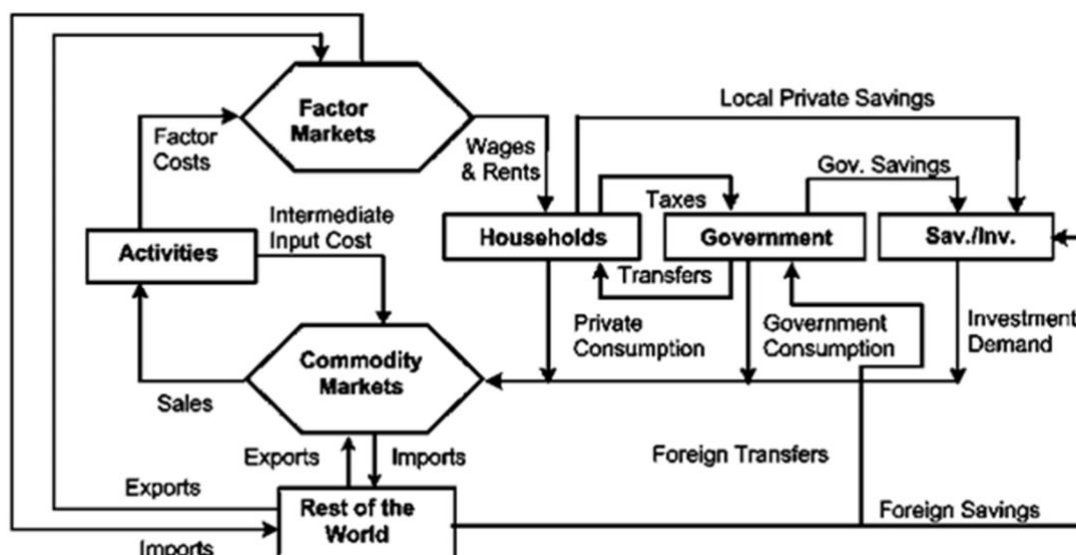 Factor
Markets
Local Private Savings
Factor
Costs
Wages
& Rents
Gov. Savings
Taxes
Intermediate
Input Cost
Households
Government
Sav./Inv.
Activities
Transfers
Private
Consumption
Government
Consumption
Investment
Demand
Commodity
Markets
Sales
Exports
Imports
Foreign Transfers
Exports
Rest of the
World
Foreign Savings
Imports